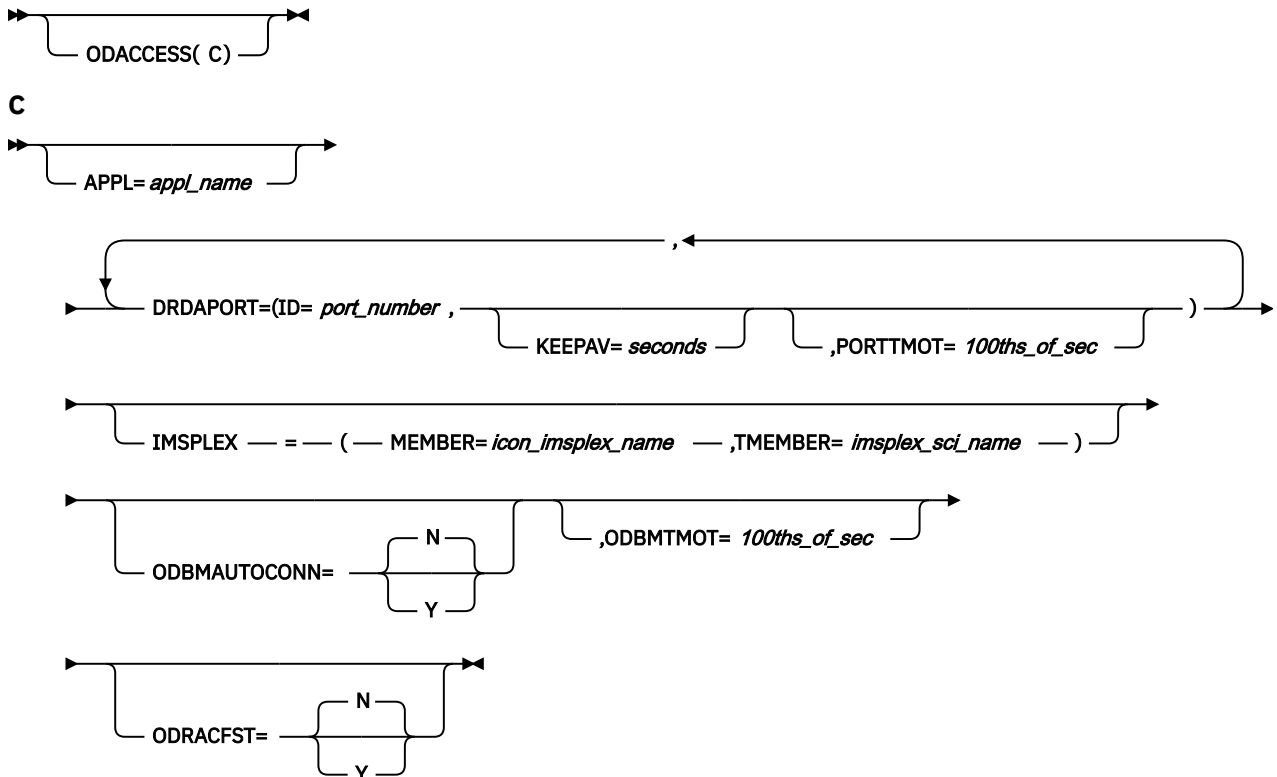 ODACCESS( C)
C
APPL= appl_name
,
DRDAPORT=(ID= port_number , )
KEEPAV= seconds ,PORTTMOT= 100ths_of_sec
IMSPLEX = ( MEMBER= icon_imsplex_name ,TMEMBER= imsplex_sci_name )
N
,ODBMTMOT= 100ths_of_sec
ODBMAUTOCONN=
Y
N
ODRACFST=
Y